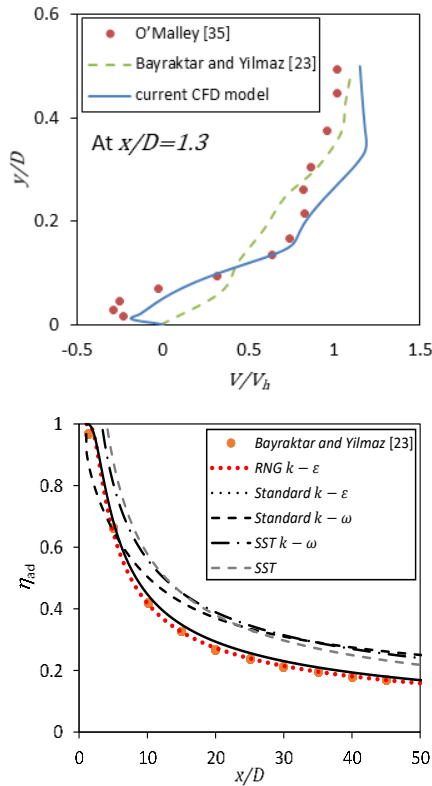 O'Malley [35]
Bayraktar and Yilmaz [23]
current CFD model
At x/D=1.3
y/D
0.6
0.4
0.2
0
-0.5 0 0.5 1 1.5
V/Vₕ
Bayraktar and Yilmaz [23]
RNG k − ε
Standard k − ε
Standard k − ω
SST k − ω
SST
η_ad
1
0.8
0.6
0.4
0.2
0
0 10 20 30 40 50
x/D